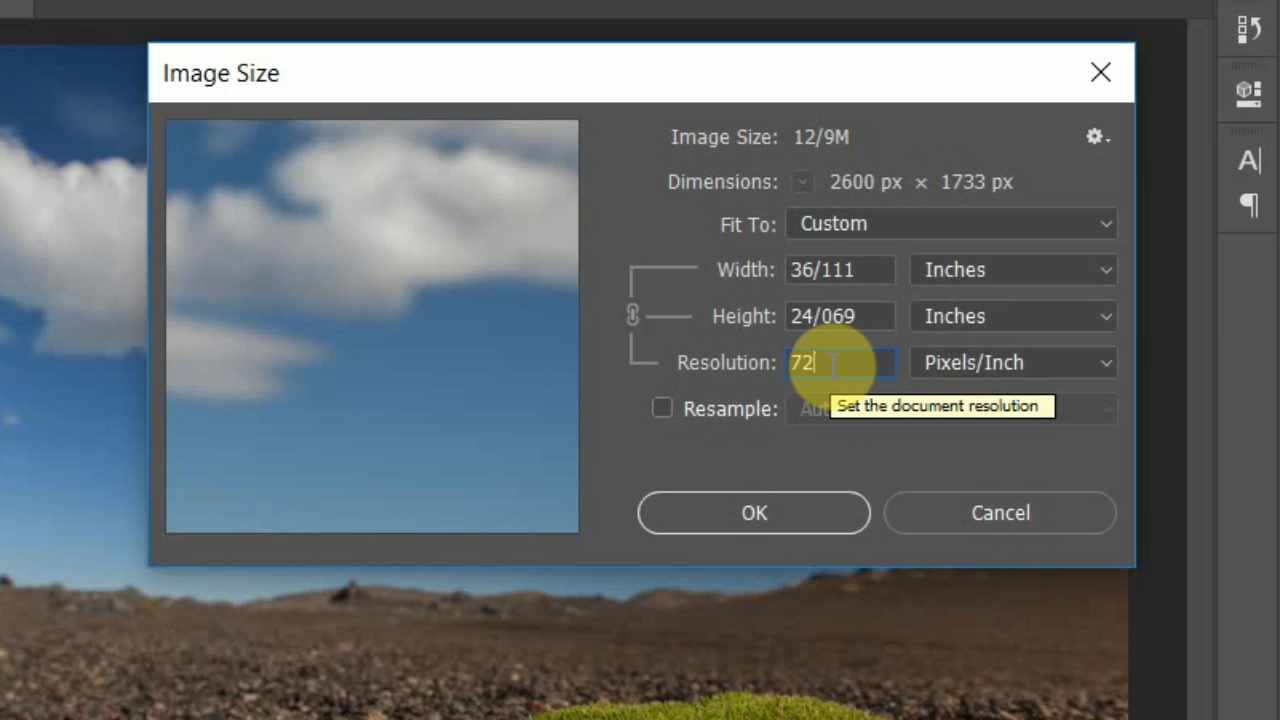 Image Size
Image Size: 12/9M
Dimensions: 2600 px × 1733 px
Fit To: Custom
Width: 36/111 Inches
Height: 24/069 Inches
Resolution: 72 Pixels/Inch
Resample:
Set the document resolution
OK Cancel
A
¶